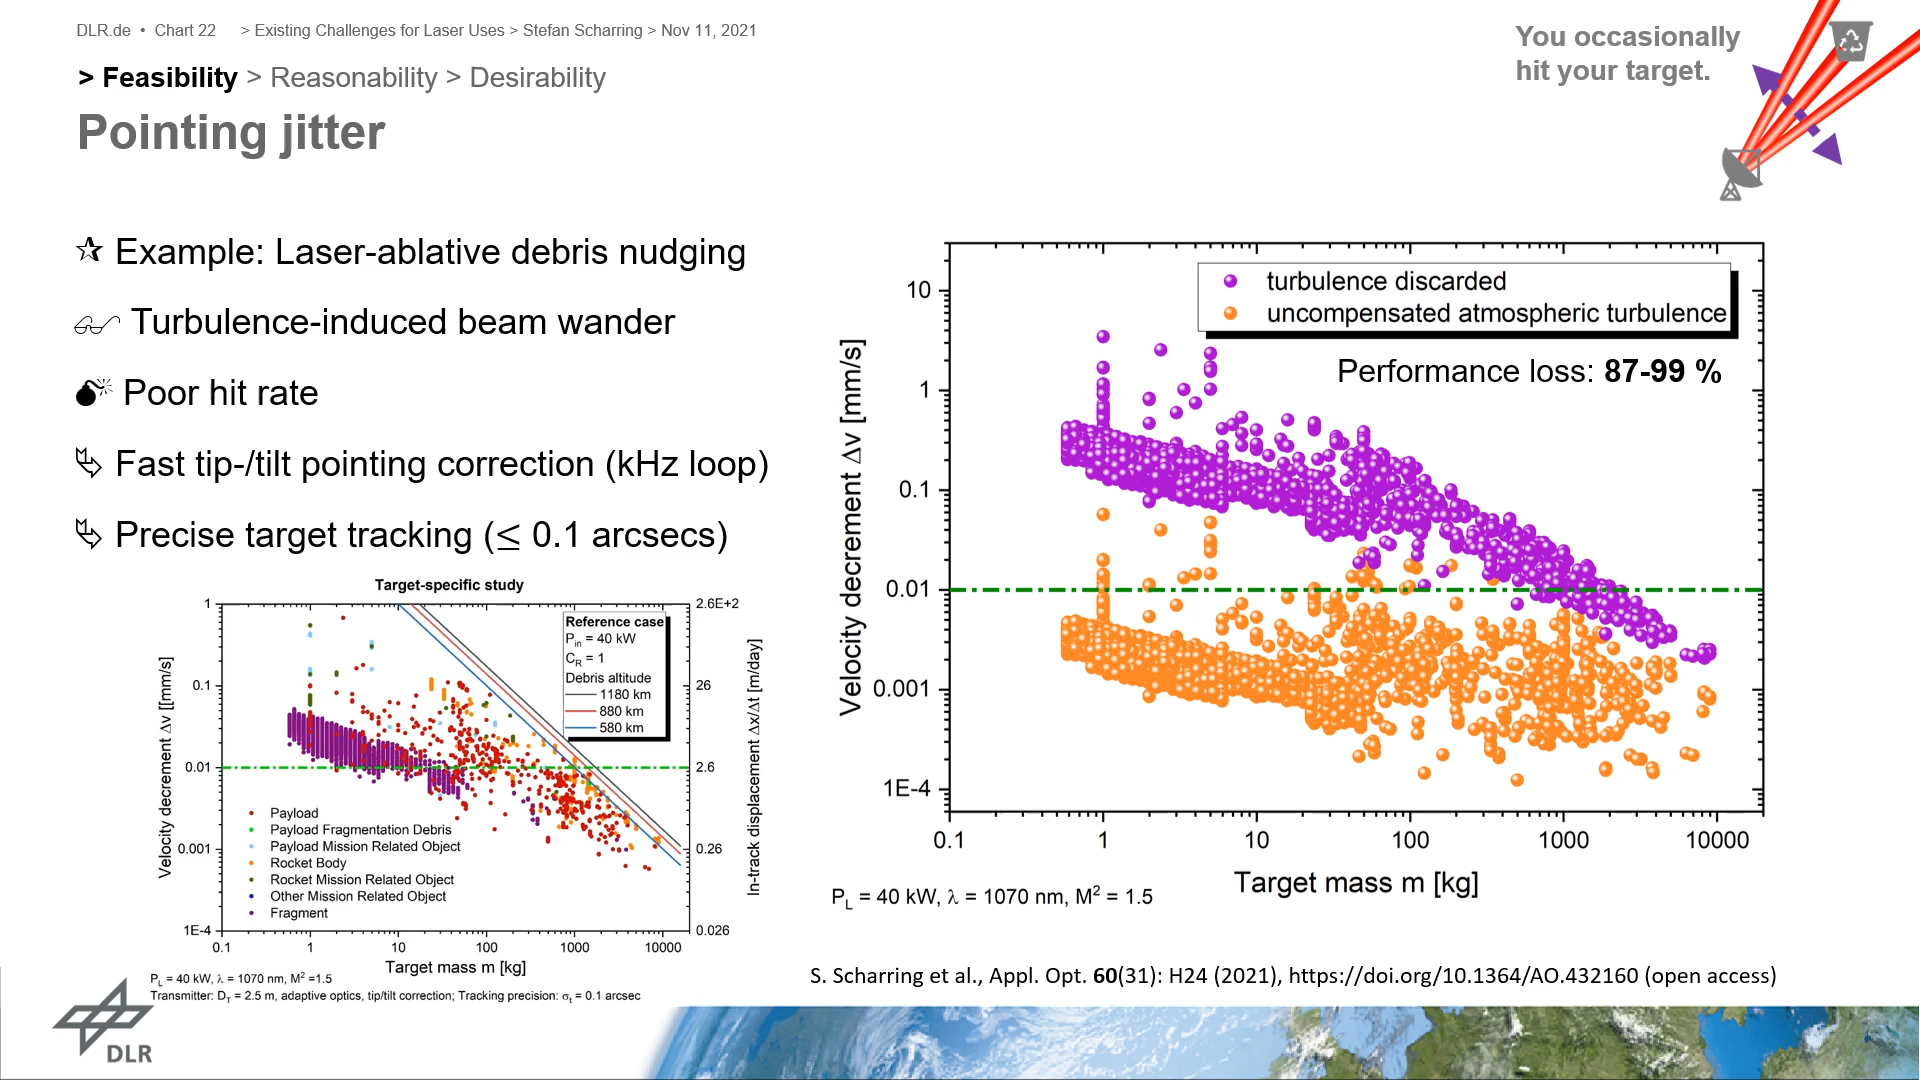 DLR.de • Chart 22 > Existing Challenges for Laser Uses > Stefan Scharring > Nov 11, 2021
> Feasibility > Reasonability > Desirability
Pointing jitter
You occasionally
hit your target.
Example: Laser-ablative debris nudging
Turbulence-induced beam wander
Poor hit rate
Fast tip-/tilt pointing correction (kHz loop)
Precise target tracking (≤ 0.1 arcsecs)
Target-specific study
1
0.1
0.01
0.001
1E-4
Velocity decrement Δv [[mm/s]
2.6E+2
26
2.6
0.26
0.026
In-track displacement Δx/Δt [m/day]
Reference case
P_in = 40 kW
C_R = 1
Debris altitude
1180 km
880 km
580 km
Payload
Payload Fragmentation Debris
Payload Mission Related Object
Rocket Body
Rocket Mission Related Object
Other Mission Related Object
Fragment
0.1 1 10 100 1000 10000
Target mass m [kg]
P_L = 40 kW, λ = 1070 nm, M² =1.5
Transmitter: D_T = 2.5 m, adaptive optics, tip/tilt correction; Tracking precision: σ_t = 0.1 arcsec
turbulence discarded
uncompensated atmospheric turbulence
Performance loss: 87-99 %
10
1
0.1
0.01
0.001
1E-4
Velocity decrement Δv [mm/s]
0.1 1 10 100 1000 10000
Target mass m [kg]
P_L = 40 kW, λ = 1070 nm, M² = 1.5
S. Scharring et al., Appl. Opt. 60(31): H24 (2021), https://doi.org/10.1364/AO.432160 (open access)
DLR